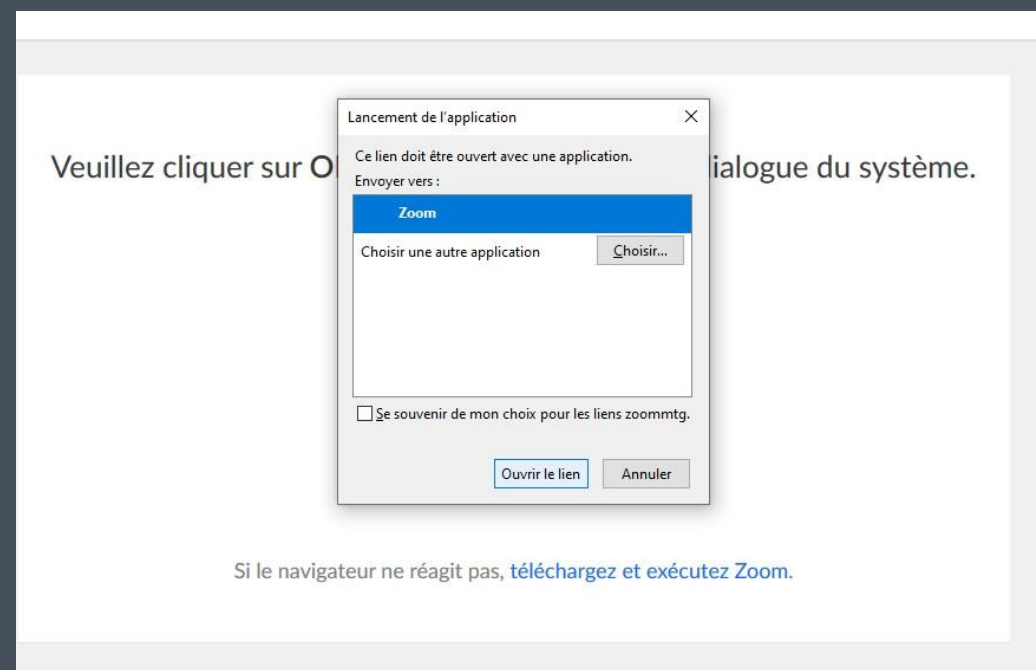 Lancement de l'application
Veuillez cliquer sur O
ialogue du système.
Ce lien doit être ouvert avec une application.
Envoyer vers :
Zoom
Choisir une autre application
Choisir...
Se souvenir de mon choix pour les liens zoommtg.
Ouvrir le lien
Annuler
Si le navigateur ne réagit pas, téléchargez et exécutez Zoom.